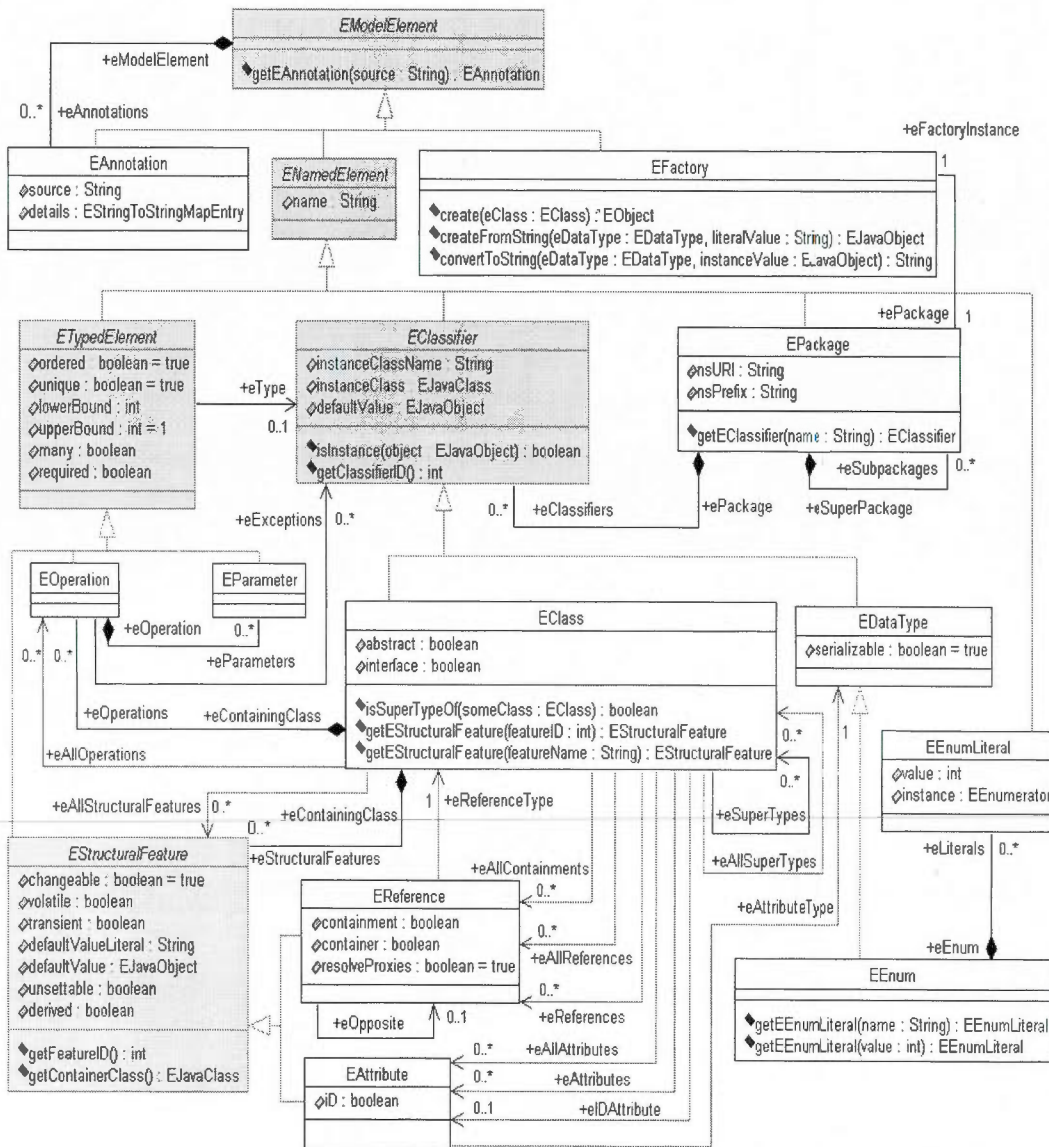 EModelElement
getEAnnotation(source : String) : EAnnotation
+eModelElement
0..*
+eAnnotations
+eFactoryInstance
1
EAnnotation
source : String
details : EStringToStringMapEntry
ENamedElement
name : String
EFactory
create(eClass : EClass) : EObject
createFromString(eDataType : EDataType, literalValue : String) : EJavaObject
convertToString(eDataType : EDataType, instanceValue : EJavaObject) : String
+ePackage
1
ETypedElement
ordered : boolean = true
unique : boolean = true
lowerBound : int
upperBound : int = 1
many : boolean
required : boolean
+eType
0..1
EClassifier
instanceClassName : String
instanceClass EJavaClass
defaultValue : EJavaObject
isInstance(object EJavaObject) : boolean
getClassifierID() : int
EPackage
nsURI : String
nsPrefix : String
getEClassifier(name : String) : EClassifier
+eSubpackages
0..*
+eSuperPackage
+ePackage
+eClassifiers
0..*
+eExceptions
0..*
EOperation
EParameter
+eOperation
0..*
+eParameters
0..*
0..*
+eOperations
+eContainingClass
+eAllOperations
EClass
abstract : boolean
interface : boolean
isSuperTypeOf(someClass : EClass) : boolean
getEStructuralFeature(featureID : int) : EStructuralFeature
getEStructuralFeature(featureName : String) : EStructuralFeature
0..*
0..*
+eSuperTypes
+eAllSuperTypes
EDataType
serializable : boolean = true
1
EEnumLiteral
value : int
instance : EEnumerator
+eLiterals
0..*
+eAllStructuralFeatures
0..*
+eContainingClass
0..*
+eStructuralFeatures
1
+eReferenceType
+eAllContainments
0..*
EStructuralFeature
changeable : boolean = true
volatile : boolean
transient : boolean
defaultValueLiteral : String
defaultValue : EJavaObject
unsettable : boolean
derived : boolean
getFeatureID() : int
getContainerClass() : EJavaClass
EReference
containment : boolean
container : boolean
resolveProxies : boolean = true
0..*
+eAllReferences
0..*
+eReferences
+eOpposite
0..1
+eAttributeType
+eEnum
EEnum
getEEnumLiteral(name : String) : EEnumLiteral
getEEnumLiteral(value : int) : EEnumLiteral
EAttribute
iD : boolean
0..*
+eAllAttributes
0..*
+eAttributes
0..1
+eIDAttribute